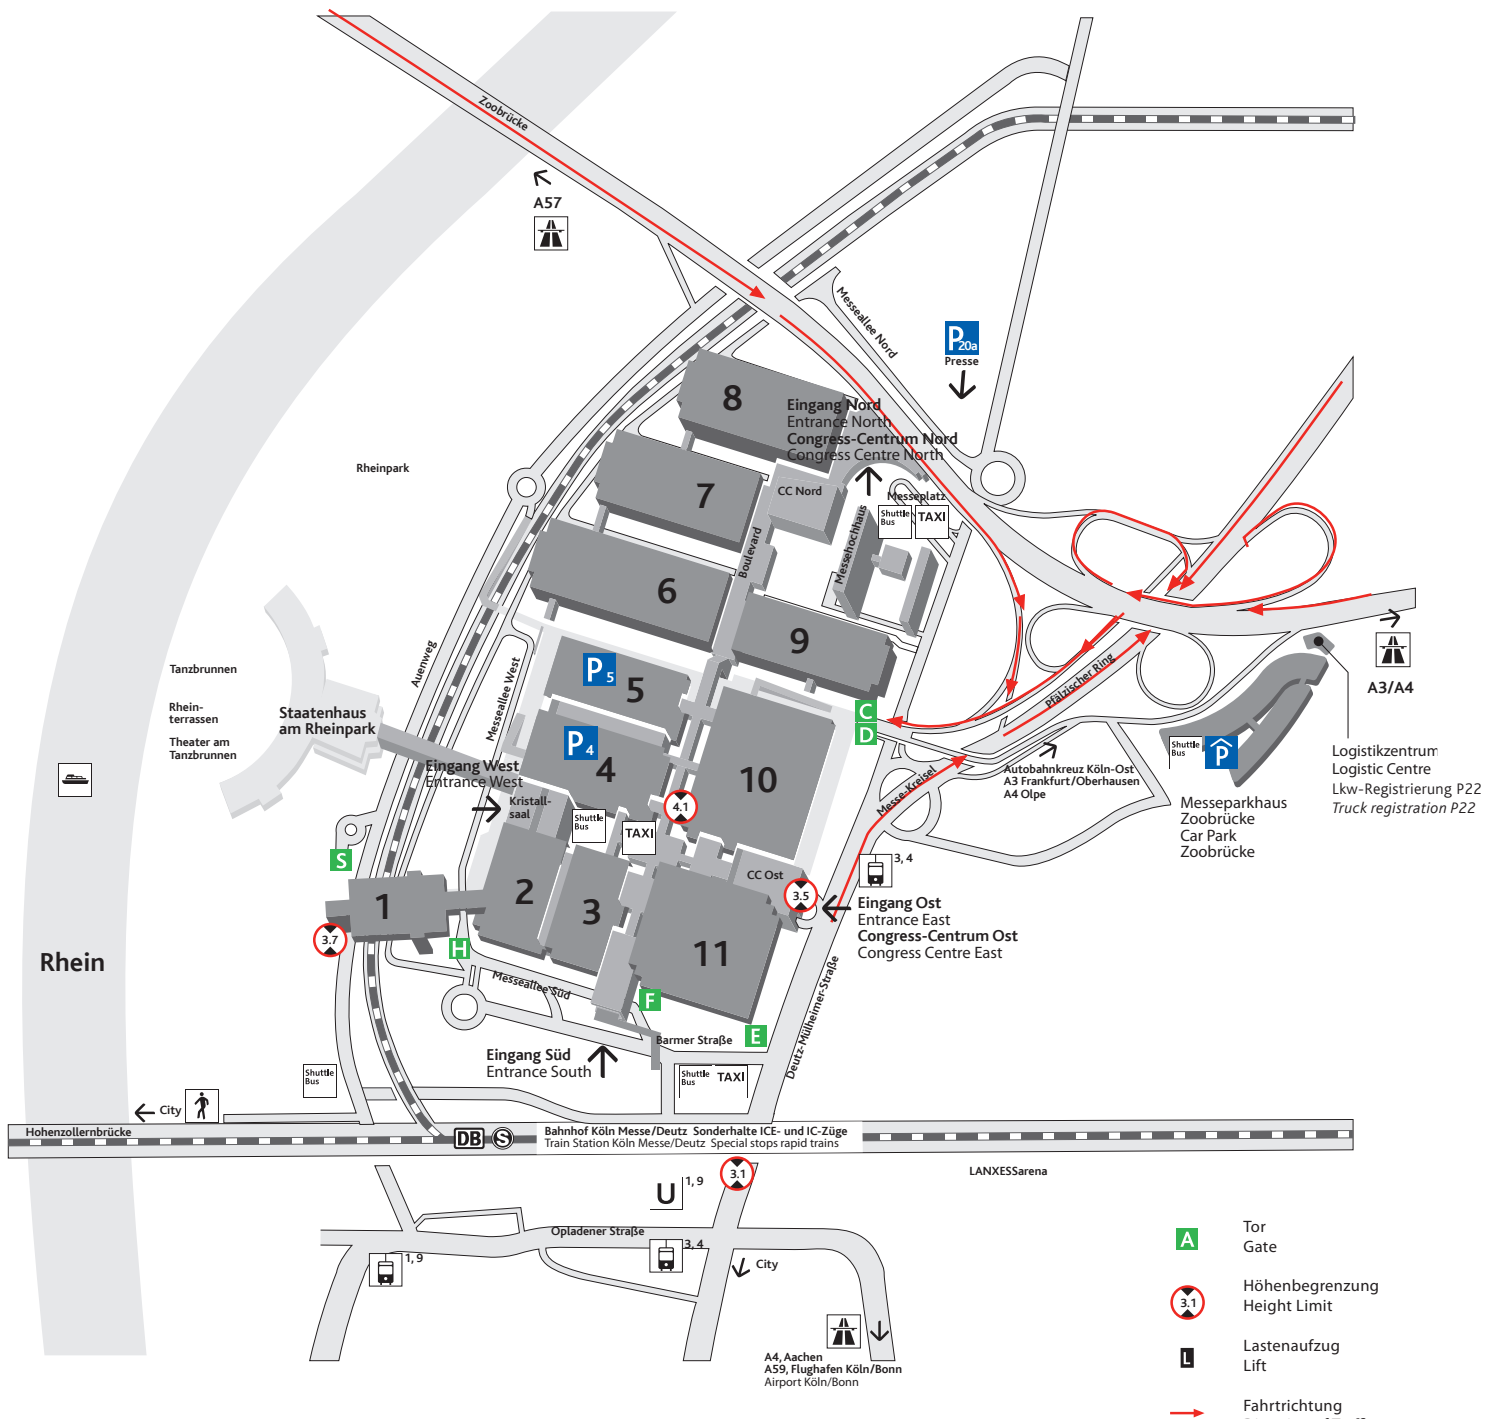 Zoobrücke
A57
Messeallee Nord
P20a
Presse
8
Eingang Nord
Entrance North
Congress-Centrum Nord
Congress Centre North
Rheinpark
7
CC Nord
Messeplatz
Shuttle
Bus
TAXI
Boulevard
Messehochhaus
6
9
Auenweg
Messeallee West
P5
5
Tanzbrunnen
Rhein-
terrassen
Theater am
Tanzbrunnen
Staatenhaus
am Rheinpark
C
D
Pfälzischer Ring
A3/A4
P4
4
10
Eingang West
Entrance West
Kristall-
saal
Shuttle
Bus
TAXI
4.1
Messe-Kreisel
Autobahnkreuz Köln-Ost
A3 Frankfurt/Oberhausen
A4 Olpe
Shuttle
Bus
P
Messeparkhaus
Zoobrücke
Car Park
Zoobrücke
Logistikzentrum
Logistic Centre
Lkw-Registrierung P22
Truck registration P22
S
3, 4
1
2
3
CC Ost
3.5
Eingang Ost
Entrance East
Congress-Centrum Ost
Congress Centre East
3.7
H
11
Rhein
Messeallee Süd
F
E
Barmer Straße
Deutz-Mülheimer-Straße
Eingang Süd
Entrance South
Shuttle
Bus
Shuttle
Bus
TAXI
City
Hohenzollernbrücke
DB
S
Bahnhof Köln Messe/Deutz Sonderhalte ICE- und IC-Züge
Train Station Köln Messe/Deutz Special stops rapid trains
LANXESSarena
3.1
U
1, 9
Opladener Straße
1, 9
3, 4
City
A4, Aachen
A59, Flughafen Köln/Bonn
Airport Köln/Bonn
A
Tor
Gate
3.1
Höhenbegrenzung
Height Limit
L
Lastenaufzug
Lift
Fahrtrichtung